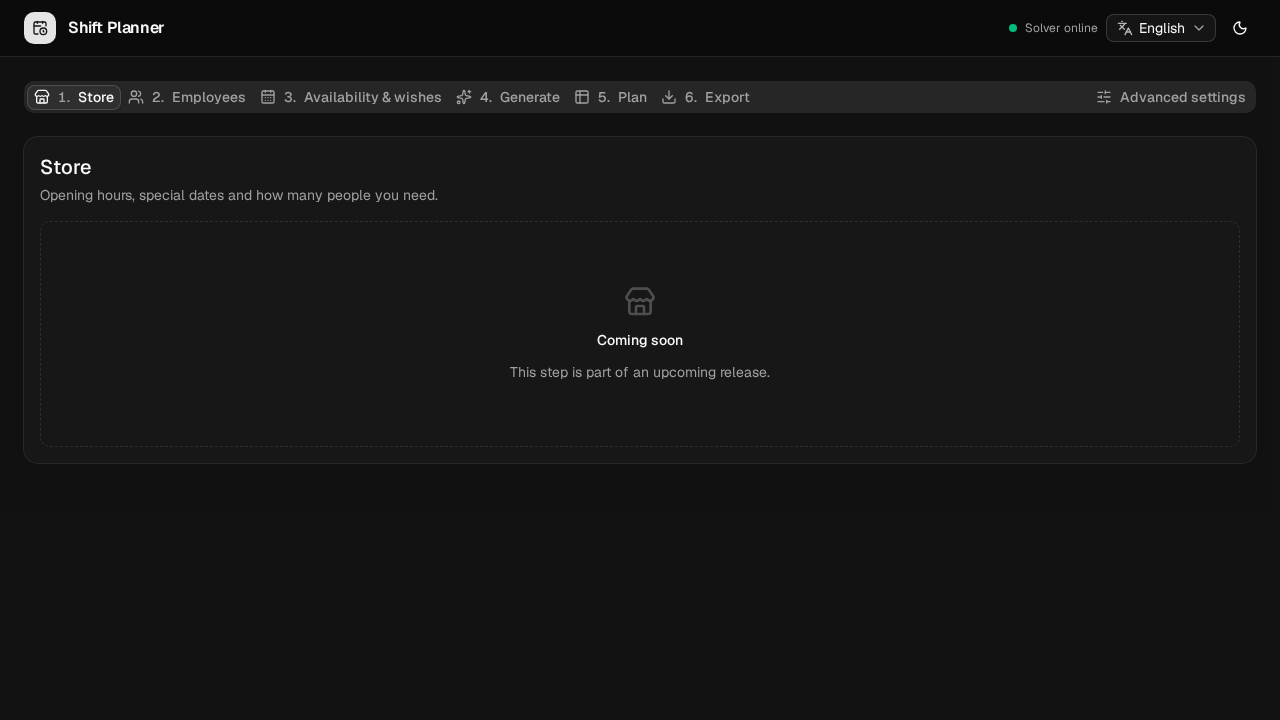 Shift Planner
Solver online
English
1. Store
2. Employees
3. Availability & wishes
4. Generate
5. Plan
6. Export
Advanced settings
Store
Opening hours, special dates and how many people you need.
Coming soon
This step is part of an upcoming release.